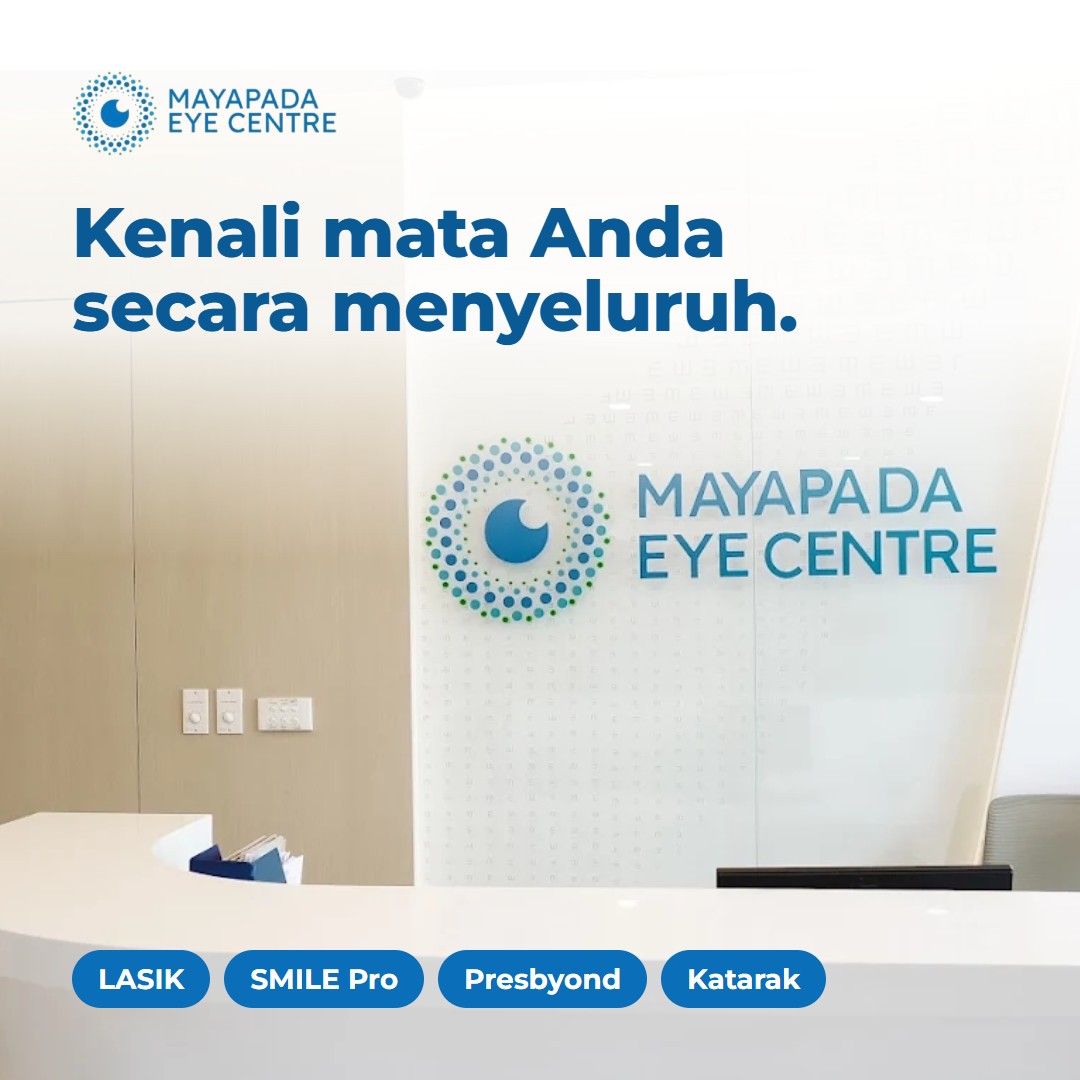 MAYAPADA
EYE CENTRE
Kenali mata Anda
secara menyeluruh.
MAYAPADA
EYE CENTRE
LASIK
SMILE Pro
Presbyond
Katarak